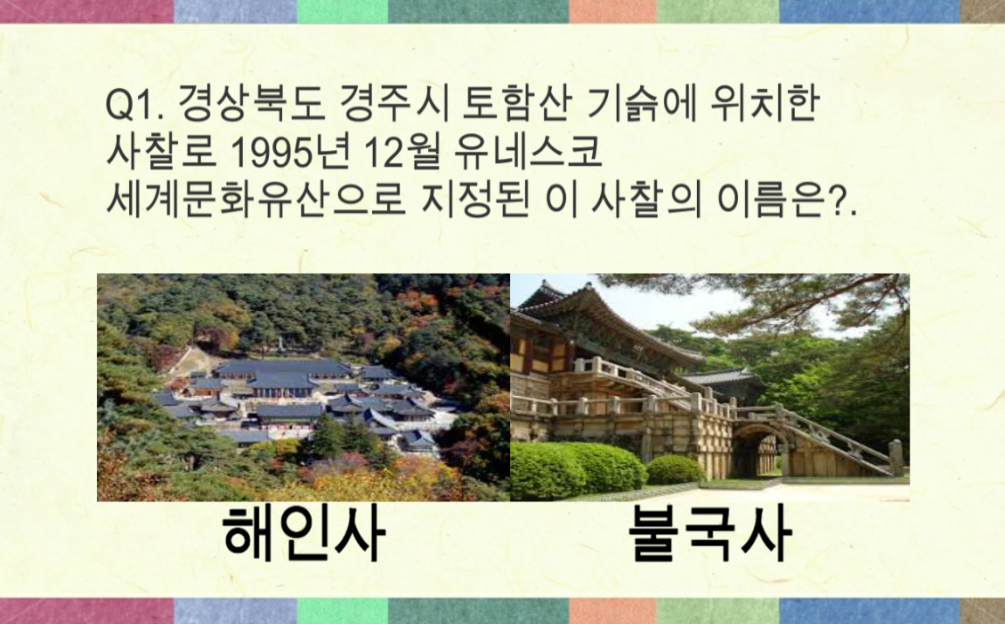 Q1. 경상북도 경주시 토함산 기슭에 위치한
사찰로 1995년 12월 유네스코
세계문화유산으로 지정된 이 사찰의 이름은?.
해인사
불국사